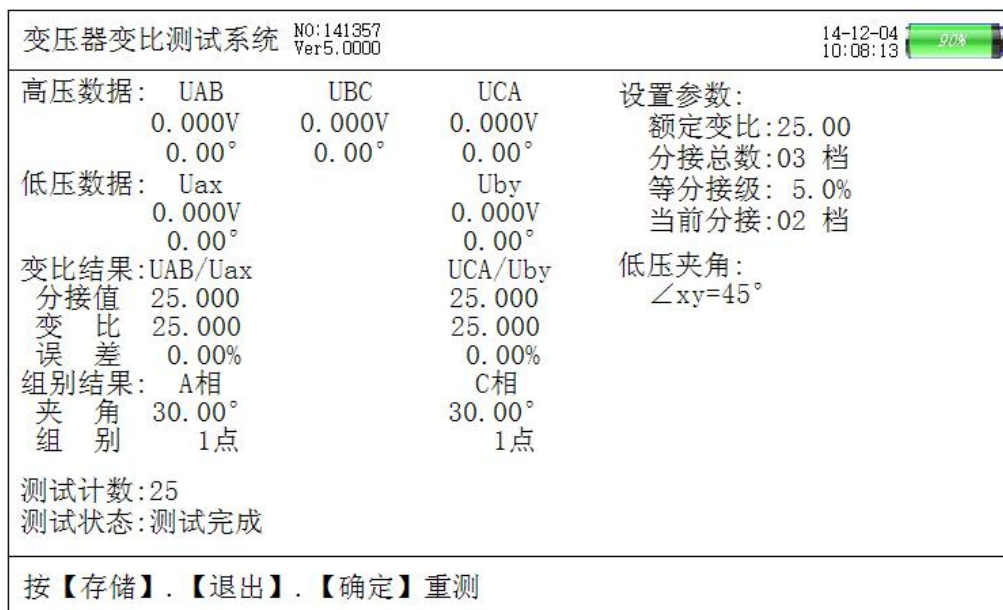 变压器变比测试系统 NO:141357
Ver5.0000
14-12-04
10:08:13
90%
高压数据: UAB UBC UCA 设置参数:
0.000V 0.000V 0.000V 额定变比:25.00
0.00° 0.00° 0.00° 分接总数:03 档
低压数据: Uax Uby 等分接级: 5.0%
0.000V 0.000V 当前分接:02 档
0.00° 0.00°
变比结果:UAB/Uax UCA/Uby 低压夹角:
分接值 25.000 25.000 ∠xy=45°
变 比 25.000 25.000
误 差 0.00% 0.00%
组别结果: A相 C相
夹 角 30.00° 30.00°
组 别 1点 1点
测试计数:25
测试状态:测试完成
按【存储】.【退出】.【确定】重测